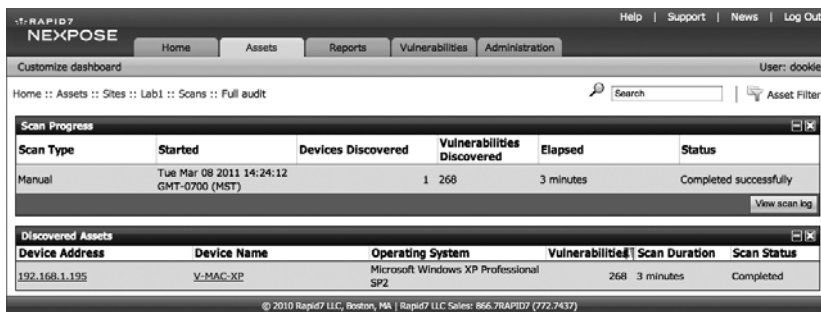 RAPID7
NEXPOSE
Help | Support | News | Log Out
Home Assets Reports Vulnerabilities Administration
Customize dashboard User: dookie
Home :: Assets :: Sites :: Lab1 :: Scans :: Full audit Search Asset Filter
Scan Progress
Scan Type Started Devices Discovered Vulnerabilities Discovered Elapsed Status
Manual Tue Mar 08 2011 14:24:12 GMT-0700 (MST) 1 268 3 minutes Completed successfully
View scan log
Discovered Assets
Device Address Device Name Operating System Vulnerabilities Scan Duration Scan Status
192.168.1.195 V-MAC-XP Microsoft Windows XP Professional SP2 268 3 minutes Completed
© 2010 Rapid7 LLC, Boston, MA | Rapid7 LLC Sales: 866.7RAPID7 (772.7437)